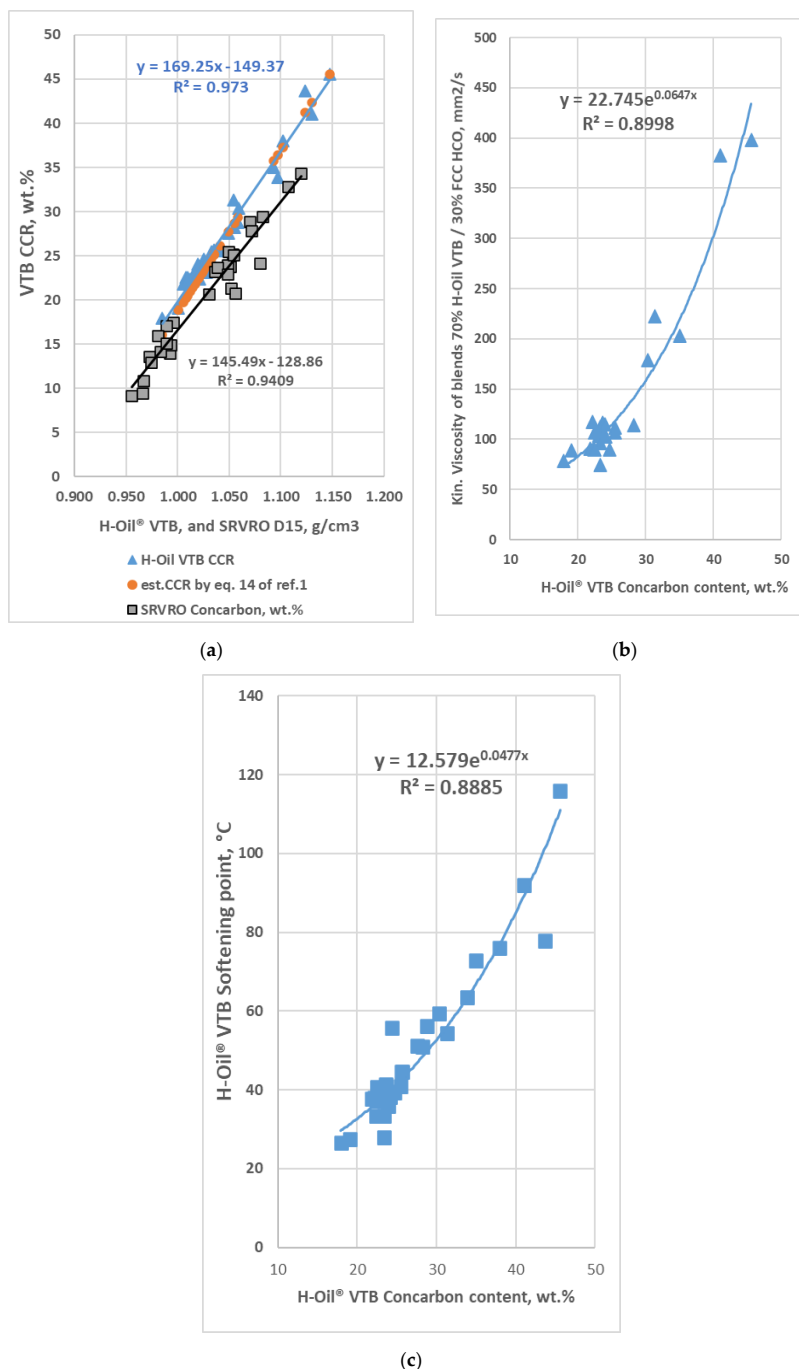 y = 169.25x - 149.37
R² = 0.973
y = 145.49x - 128.86
R² = 0.9409
VTB CCR, wt.%
50
45
40
35
30
25
20
15
10
5
0
0.900 0.950 1.000 1.050 1.100 1.150 1.200
H-Oil® VTB, and SRVRO D15, g/cm3
H-Oil VTB CCR
est.CCR by eq. 14 of ref.1
SRVRO Concarbon, wt.%
(a)
y = 22.745e^0.0647x
R² = 0.8998
Kin. Viscosity of blends 70% H-Oil VTB / 30% FCC HCO, mm2/s
500
450
400
350
300
250
200
150
100
50
0
10 20 30 40 50
H-Oil® VTB Concarbon content, wt.%
(b)
y = 12.579e^0.0477x
R² = 0.8885
H-Oil® VTB Softening point, °C
140
120
100
80
60
40
20
0
10 20 30 40 50
H-Oil® VTB Concarbon content, wt.%
(c)